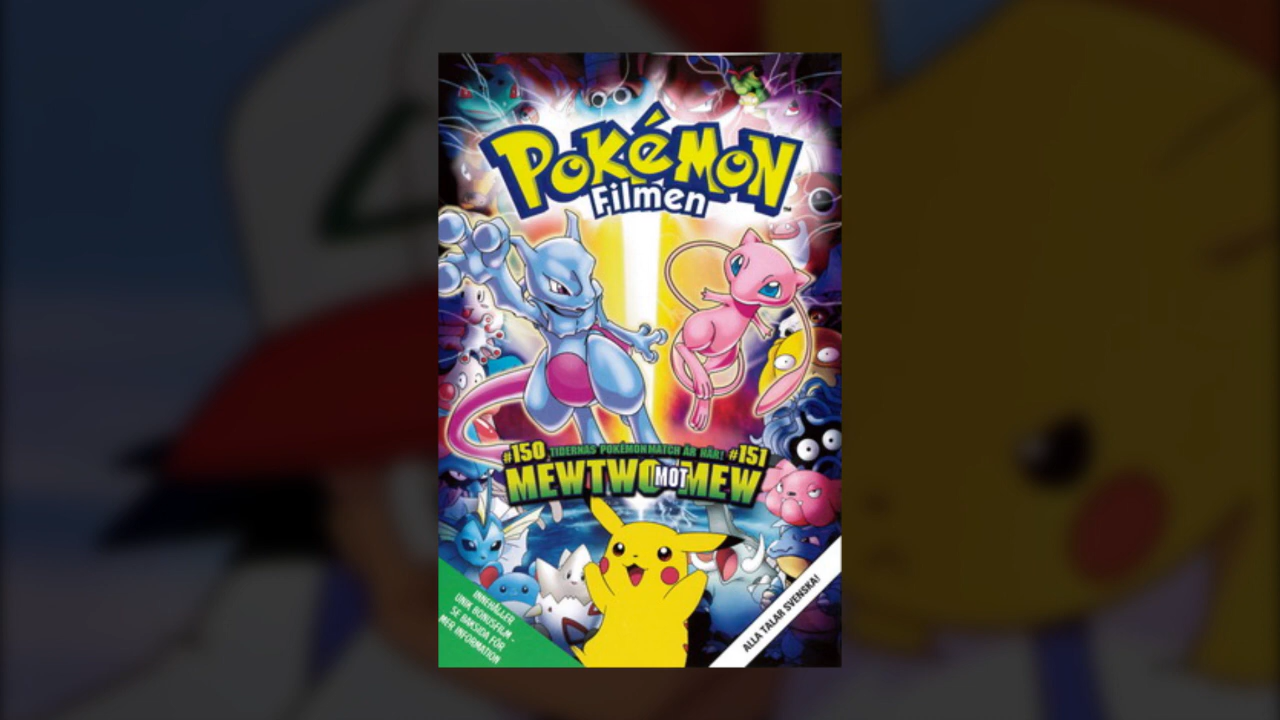 POKÉMON
Filmen
™
#150 TIDERNAS POKÉMONMATCH ÄR HÄR! #151
MEWTWO MOT MEW
INNEHÅLLER
UNIK BONUSFILM -
SE BAKSIDA FÖR
MER INFORMATION
ALLA TALAR SVENSKA!